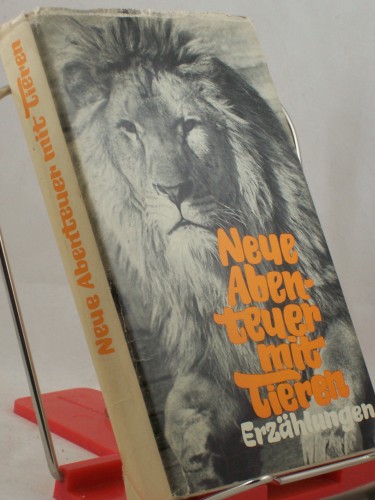 Neue Abenteuer mit Tieren
Neue
Aben-
teuer
mit
Tieren
Erzählungen